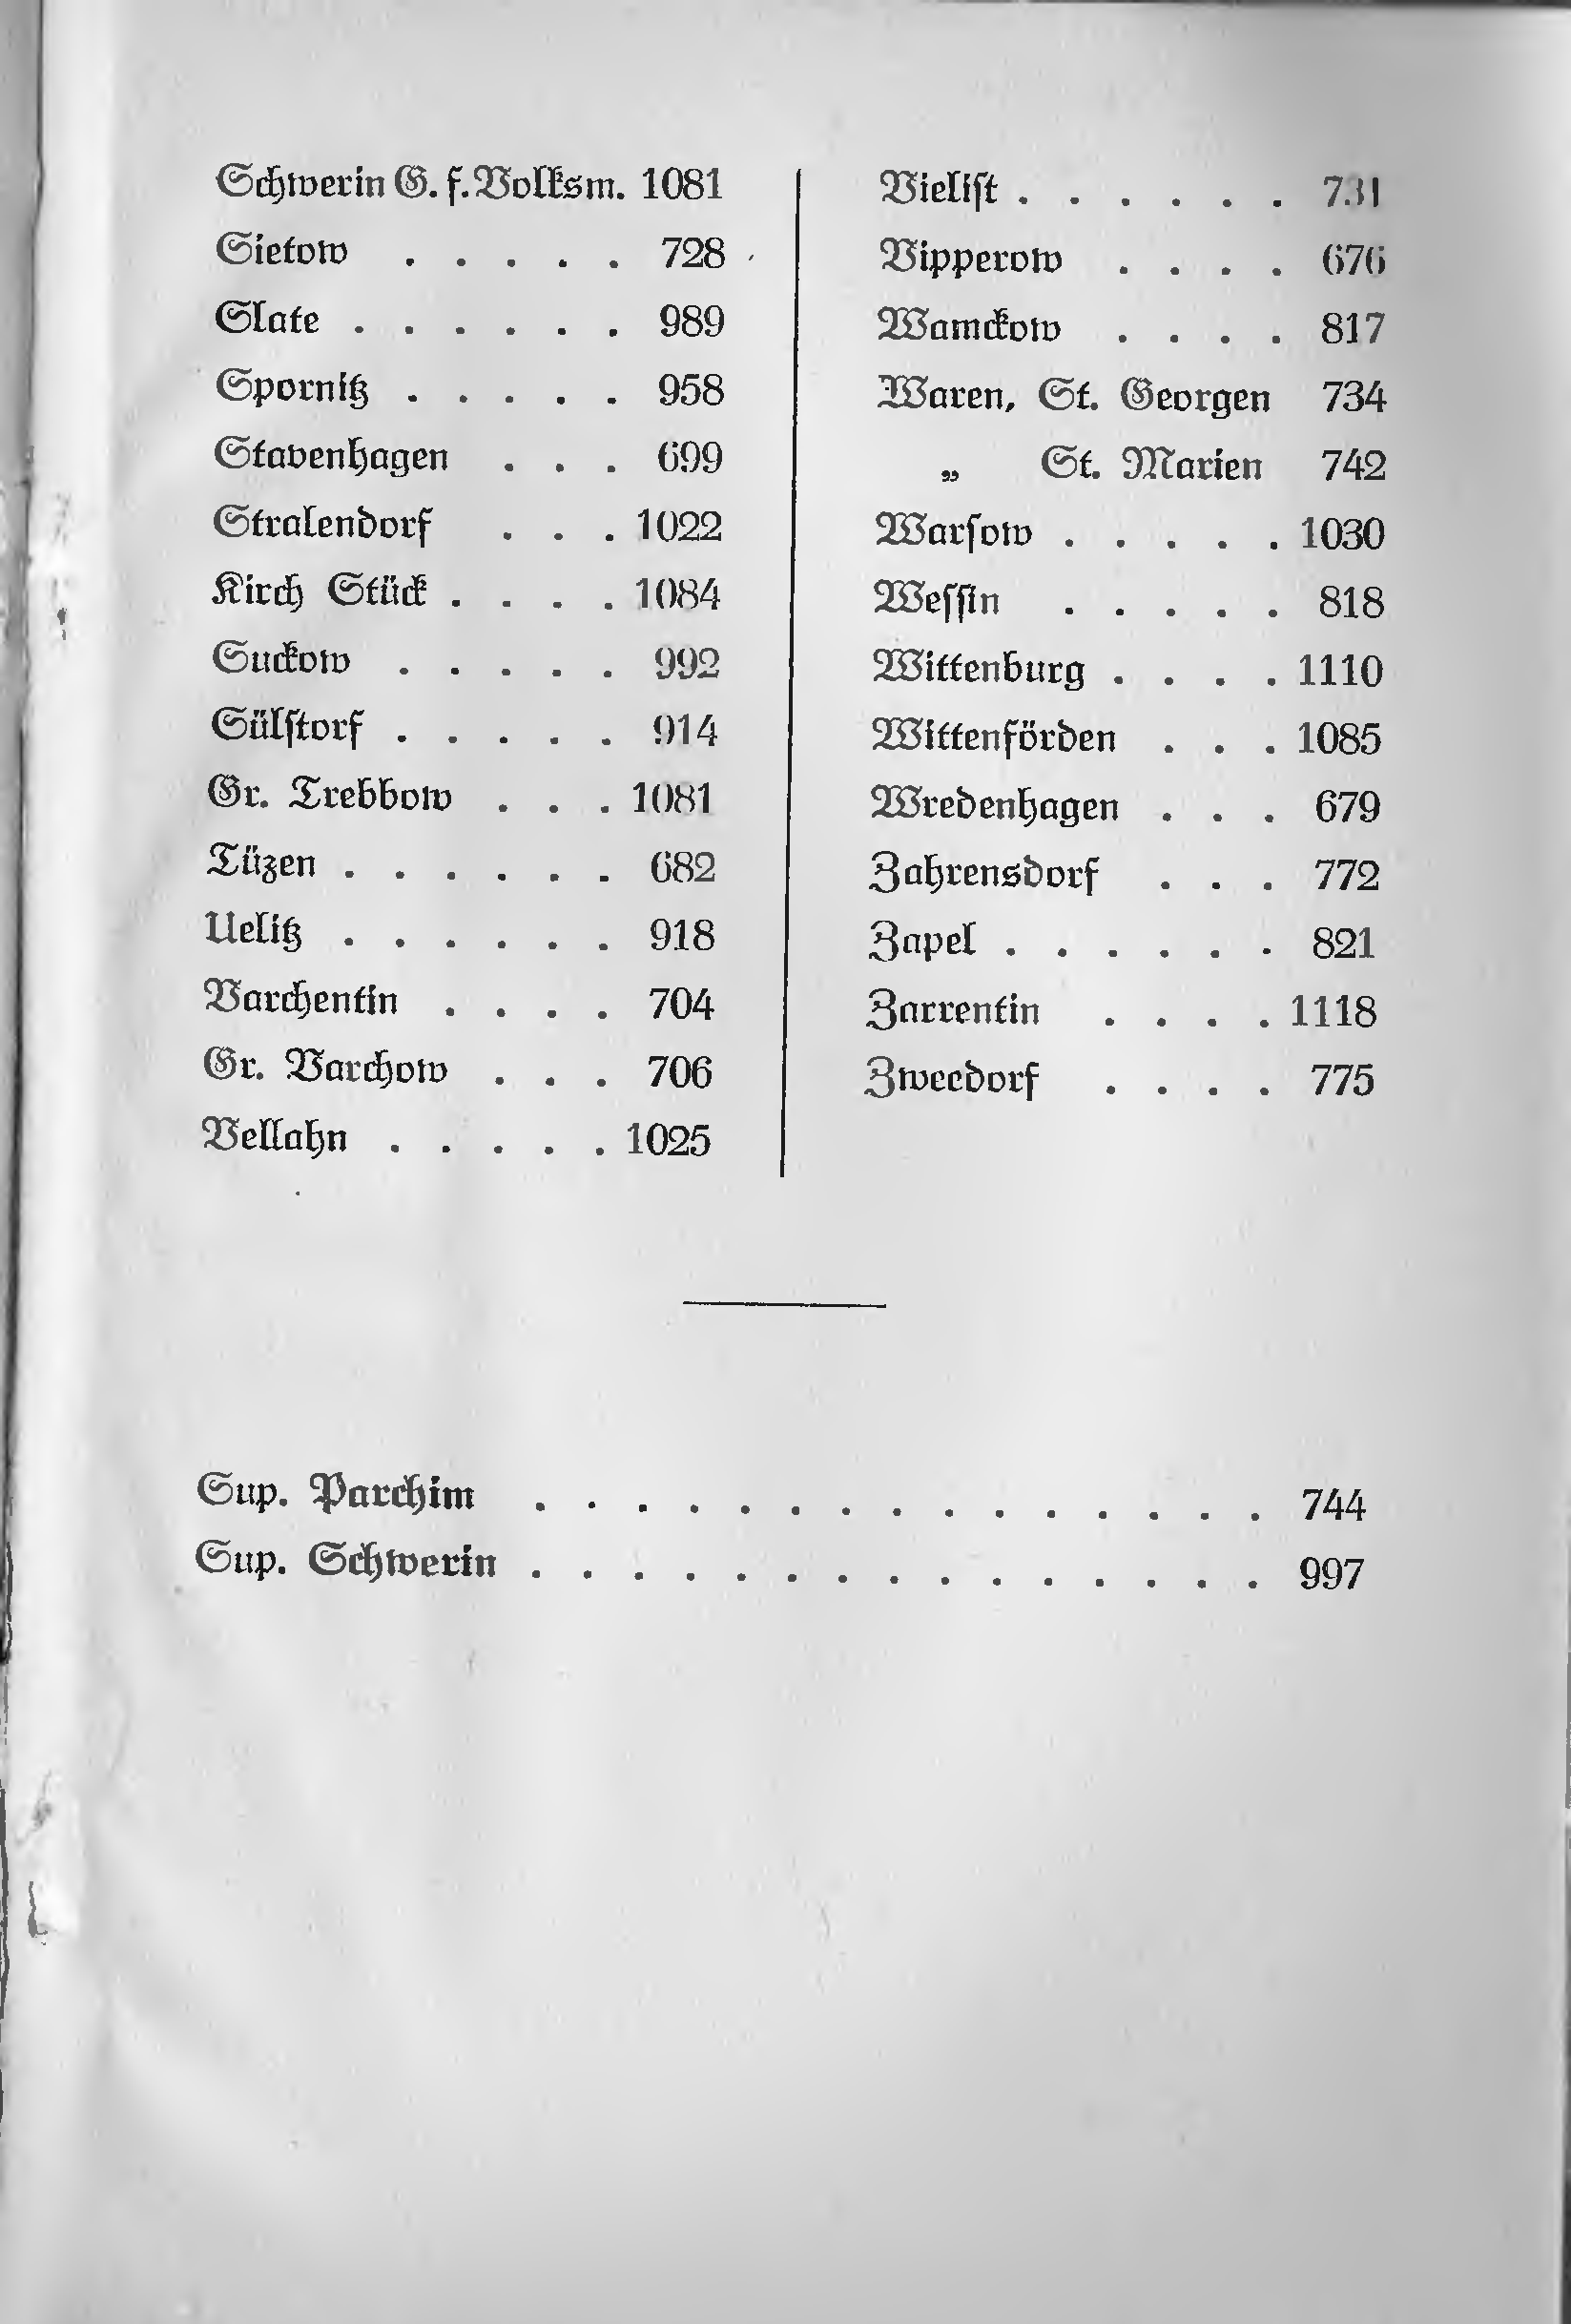 Schwerin G. f. Volksm. 1081
Sietow . . . . . 728
Slate . . . . . . 989
Sporniß . . . . . 958
Stavenhagen . . . 699
Stralendorf . . . 1022
Kirch Stück . . . . 1084
Suckow . . . . . 992
Sülstorf . . . . . 914
Gr. Trebbow . . . 1081
Tüzen . . . . . . 682
Ueliß . . . . . . 918
Varchentin . . . . 704
Gr. Varchow . . . 706
Vellahn . . . . . 1025
Vielist . . . . . . 731
Vipperow . . . . 676
Wamckow . . . . 817
Waren, St. Georgen 734
„ St. Marien 742
Warsow . . . . . 1030
Wessin . . . . . 818
Wittenburg . . . . 1110
Wittenförden . . . 1085
Wredenhagen . . . 679
Zahrensdorf . . . 772
Zapel . . . . . . 821
Zarrentin . . . . 1118
Zweedorf . . . . 775
Sup. Parchim . . . . . . . . . . . . . . . 744
Sup. Schwerin . . . . . . . . . . . . . . . 997